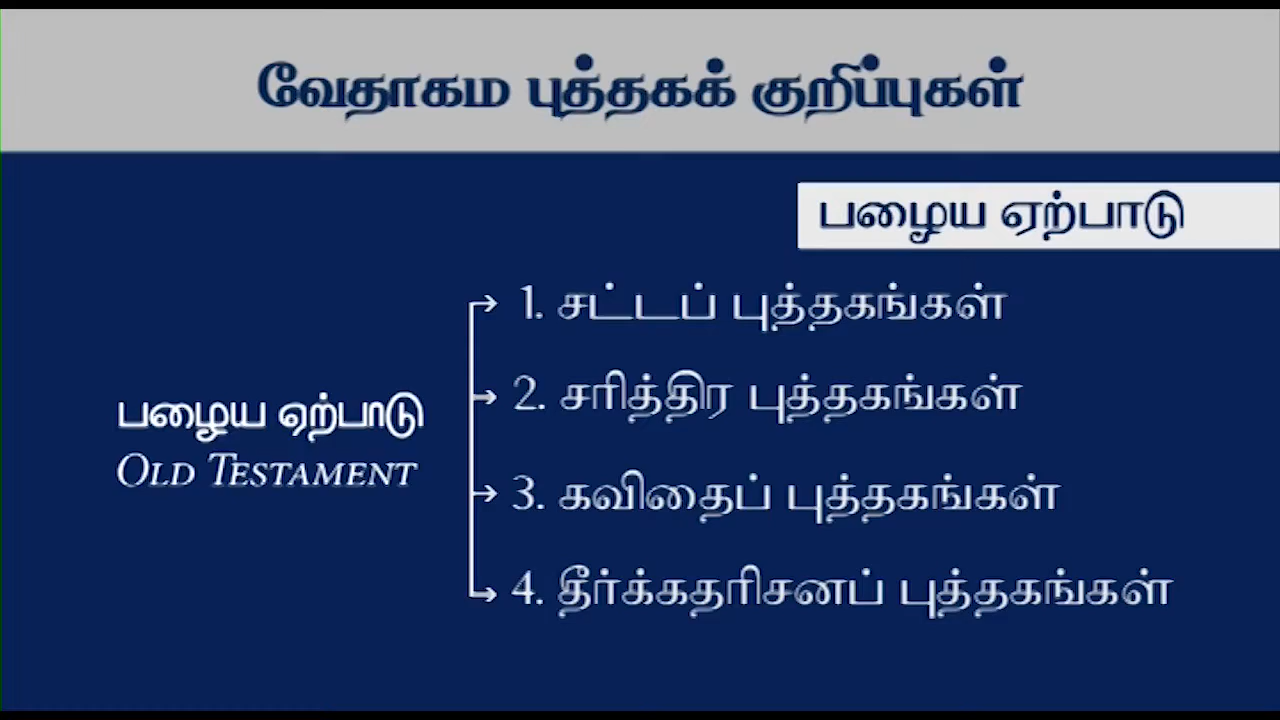 வேதாகம புத்தகக் குறிப்புகள்
பழைய ஏற்பாடு
1. சட்டப் புத்தகங்கள்
2. சரித்திர புத்தகங்கள்
பழைய ஏற்பாடு
OLD TESTAMENT
3. கவிதைப் புத்தகங்கள்
4. தீர்க்கதரிசனப் புத்தகங்கள்